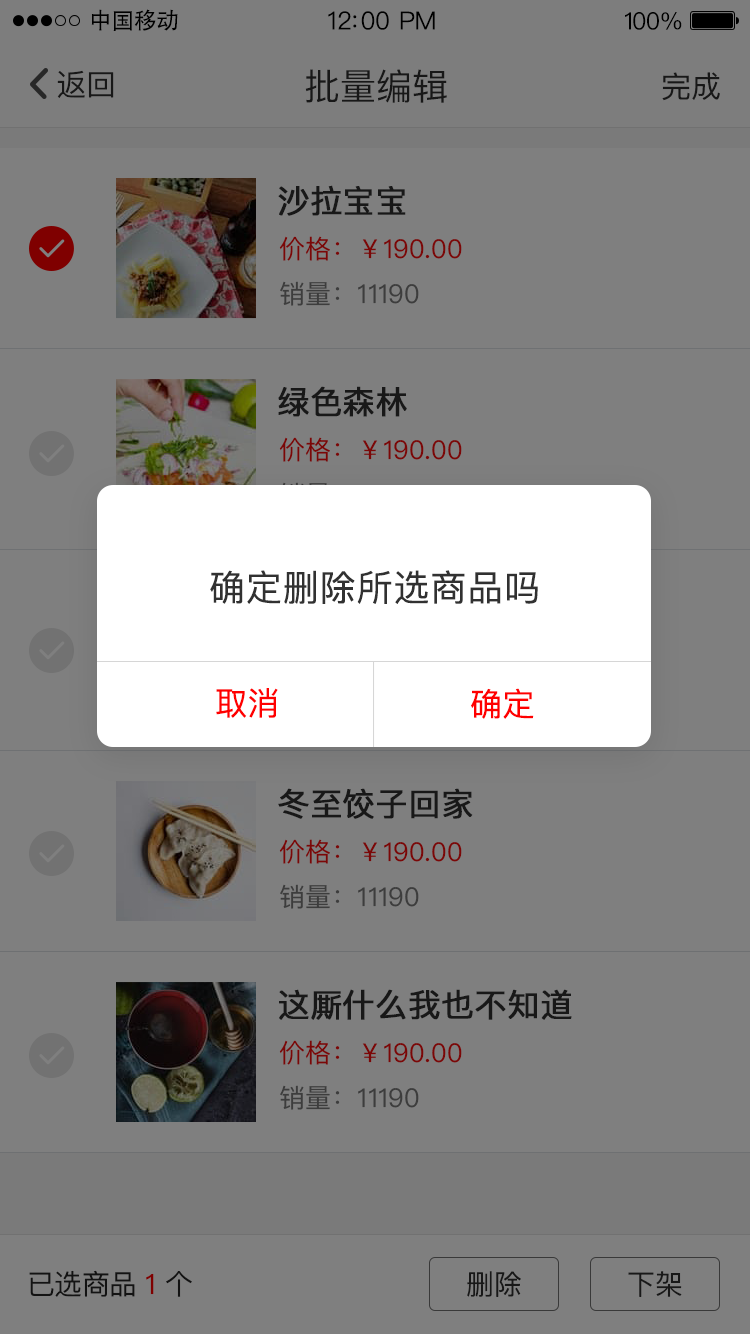 中国移动 12:00 PM 100%
返回 批量编辑 完成
沙拉宝宝
价格：￥190.00
销量：11190
绿色森林
价格：￥190.00
确定删除所选商品吗
取消 确定
冬至饺子回家
价格：￥190.00
销量：11190
这厮什么我也不知道
价格：￥190.00
销量：11190
已选商品 1 个 删除 下架